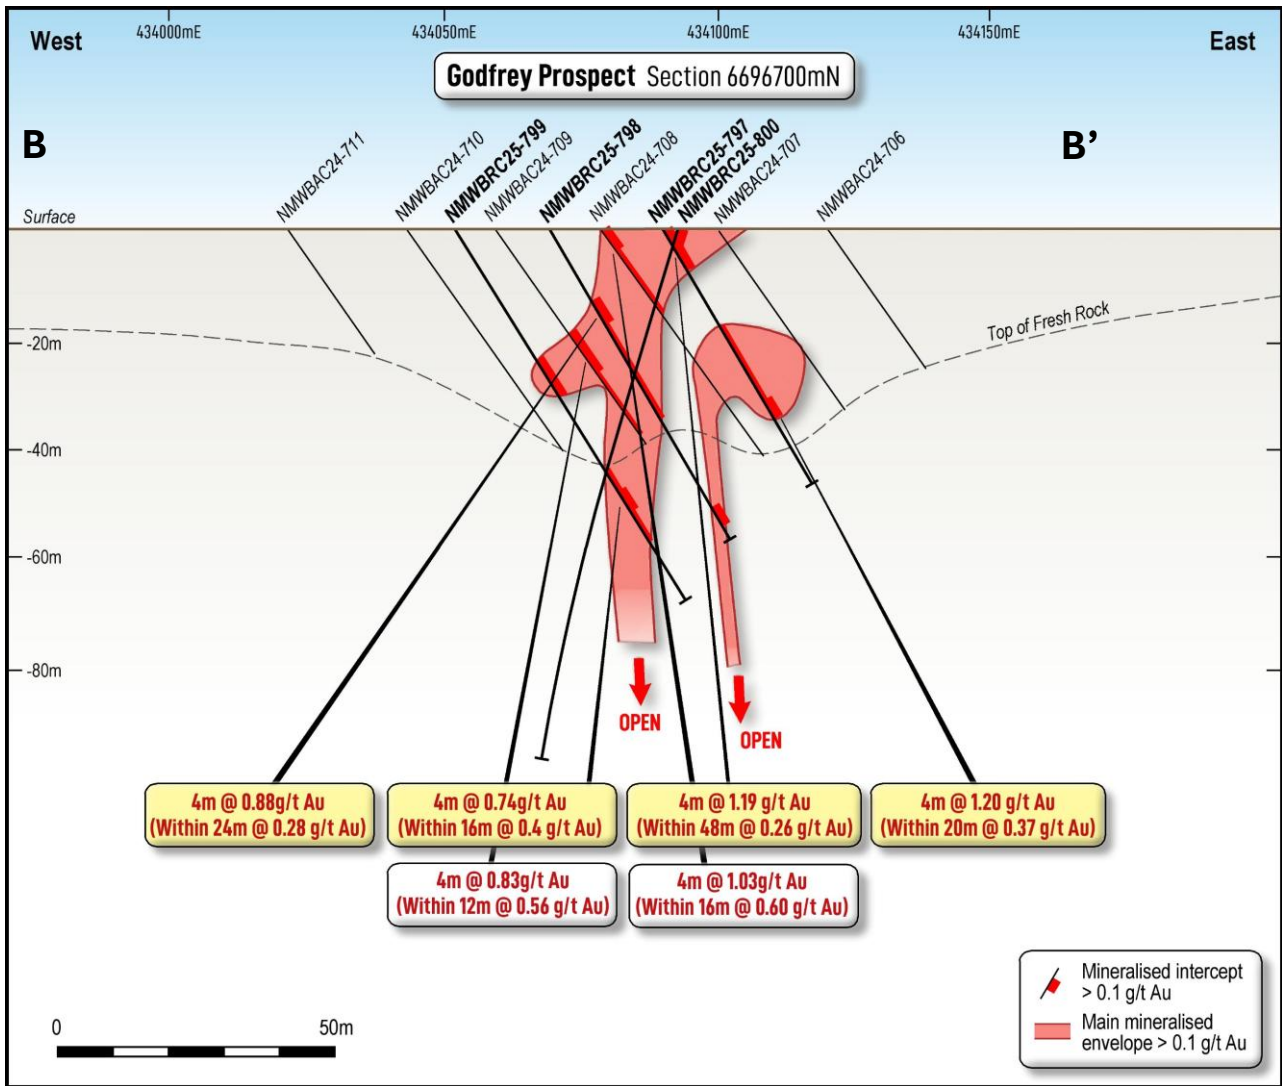 434000mE
434050mE
434100mE
434150mE
West
East
Godfrey Prospect Section 6696700mN
B
B’
NMWBAC24-711
NMWBAC24-710
NMWBRC25-799
NMWBAC24-709
NMWBRC25-798
NMWBAC24-708
NMWBRC25-797
NMWBRC25-800
NMWBAC24-707
NMWBAC24-706
Surface
Top of Fresh Rock
-20m
-40m
-60m
-80m
OPEN
OPEN
4m @ 0.88g/t Au
(Within 24m @ 0.28 g/t Au)
4m @ 0.74g/t Au
(Within 16m @ 0.4 g/t Au)
4m @ 1.19 g/t Au
(Within 48m @ 0.26 g/t Au)
4m @ 1.20 g/t Au
(Within 20m @ 0.37 g/t Au)
4m @ 0.83g/t Au
(Within 12m @ 0.56 g/t Au)
4m @ 1.03g/t Au
(Within 16m @ 0.60 g/t Au)
Mineralised intercept
> 0.1 g/t Au
Main mineralised
envelope > 0.1 g/t Au
0
50m